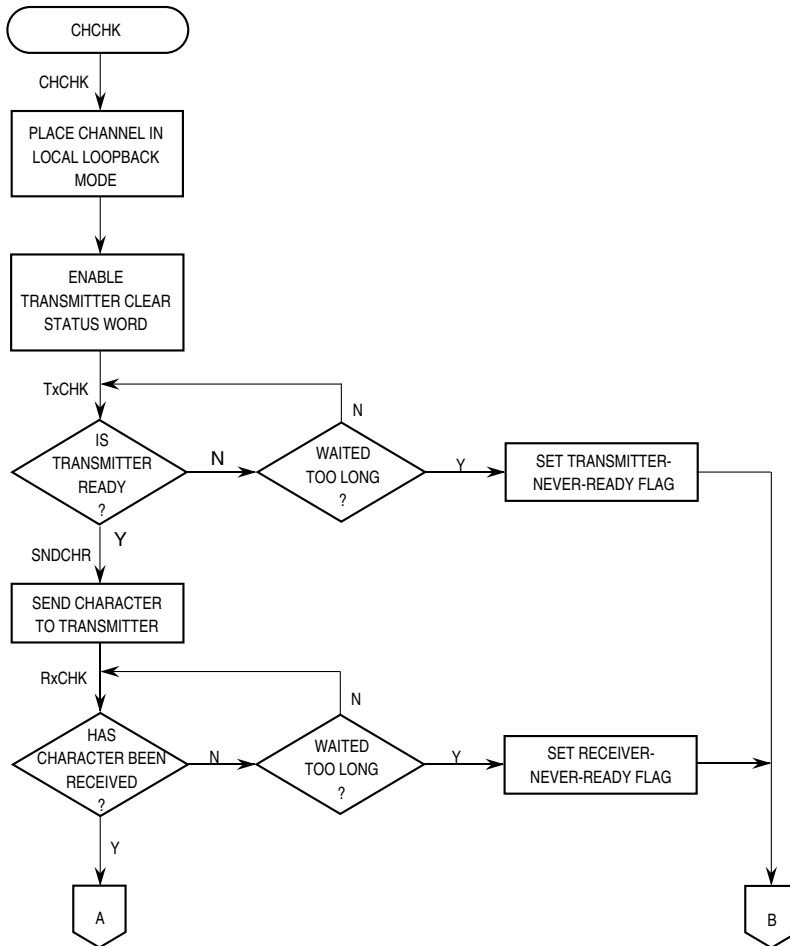 CHCHK
CHCHK
PLACE CHANNEL IN
LOCAL LOOPBACK
MODE
ENABLE
TRANSMITTER CLEAR
STATUS WORD
TxCHK
N
IS
TRANSMITTER
READY
?
N
WAITED
TOO LONG
?
Y
SET TRANSMITTER-
NEVER-READY FLAG
Y
SNDCHR
SEND CHARACTER
TO TRANSMITTER
RxCHK
N
HAS
CHARACTER BEEN
RECEIVED
?
N
WAITED
TOO LONG
?
Y
SET RECEIVER-
NEVER-READY FLAG
Y
A
B